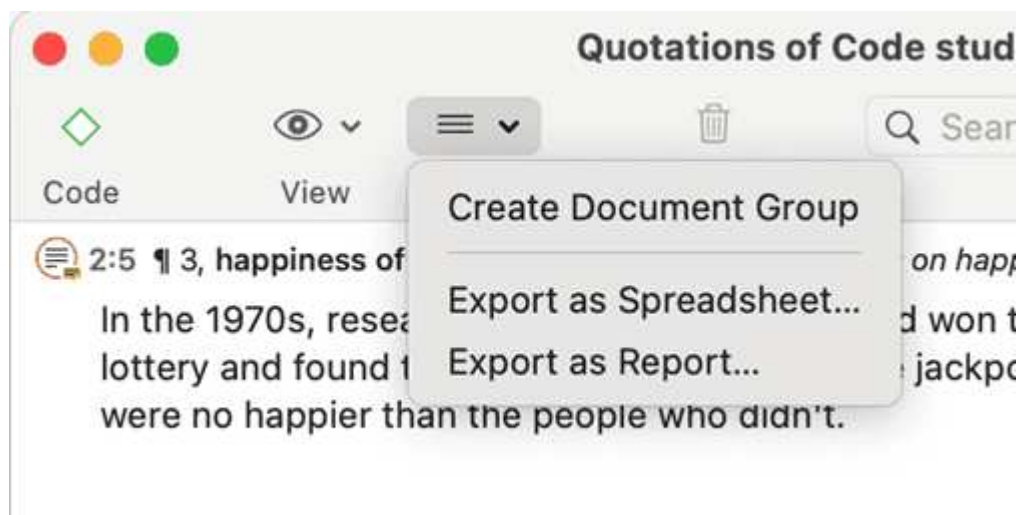 Quotations of Code stud
Code
View
Create Document Group
Export as Spreadsheet...
Export as Report...
2:5 ¶ 3, happiness of on happ
In the 1970s, resea d won t
lottery and found t jackpo
were no happier than the people who didn't.